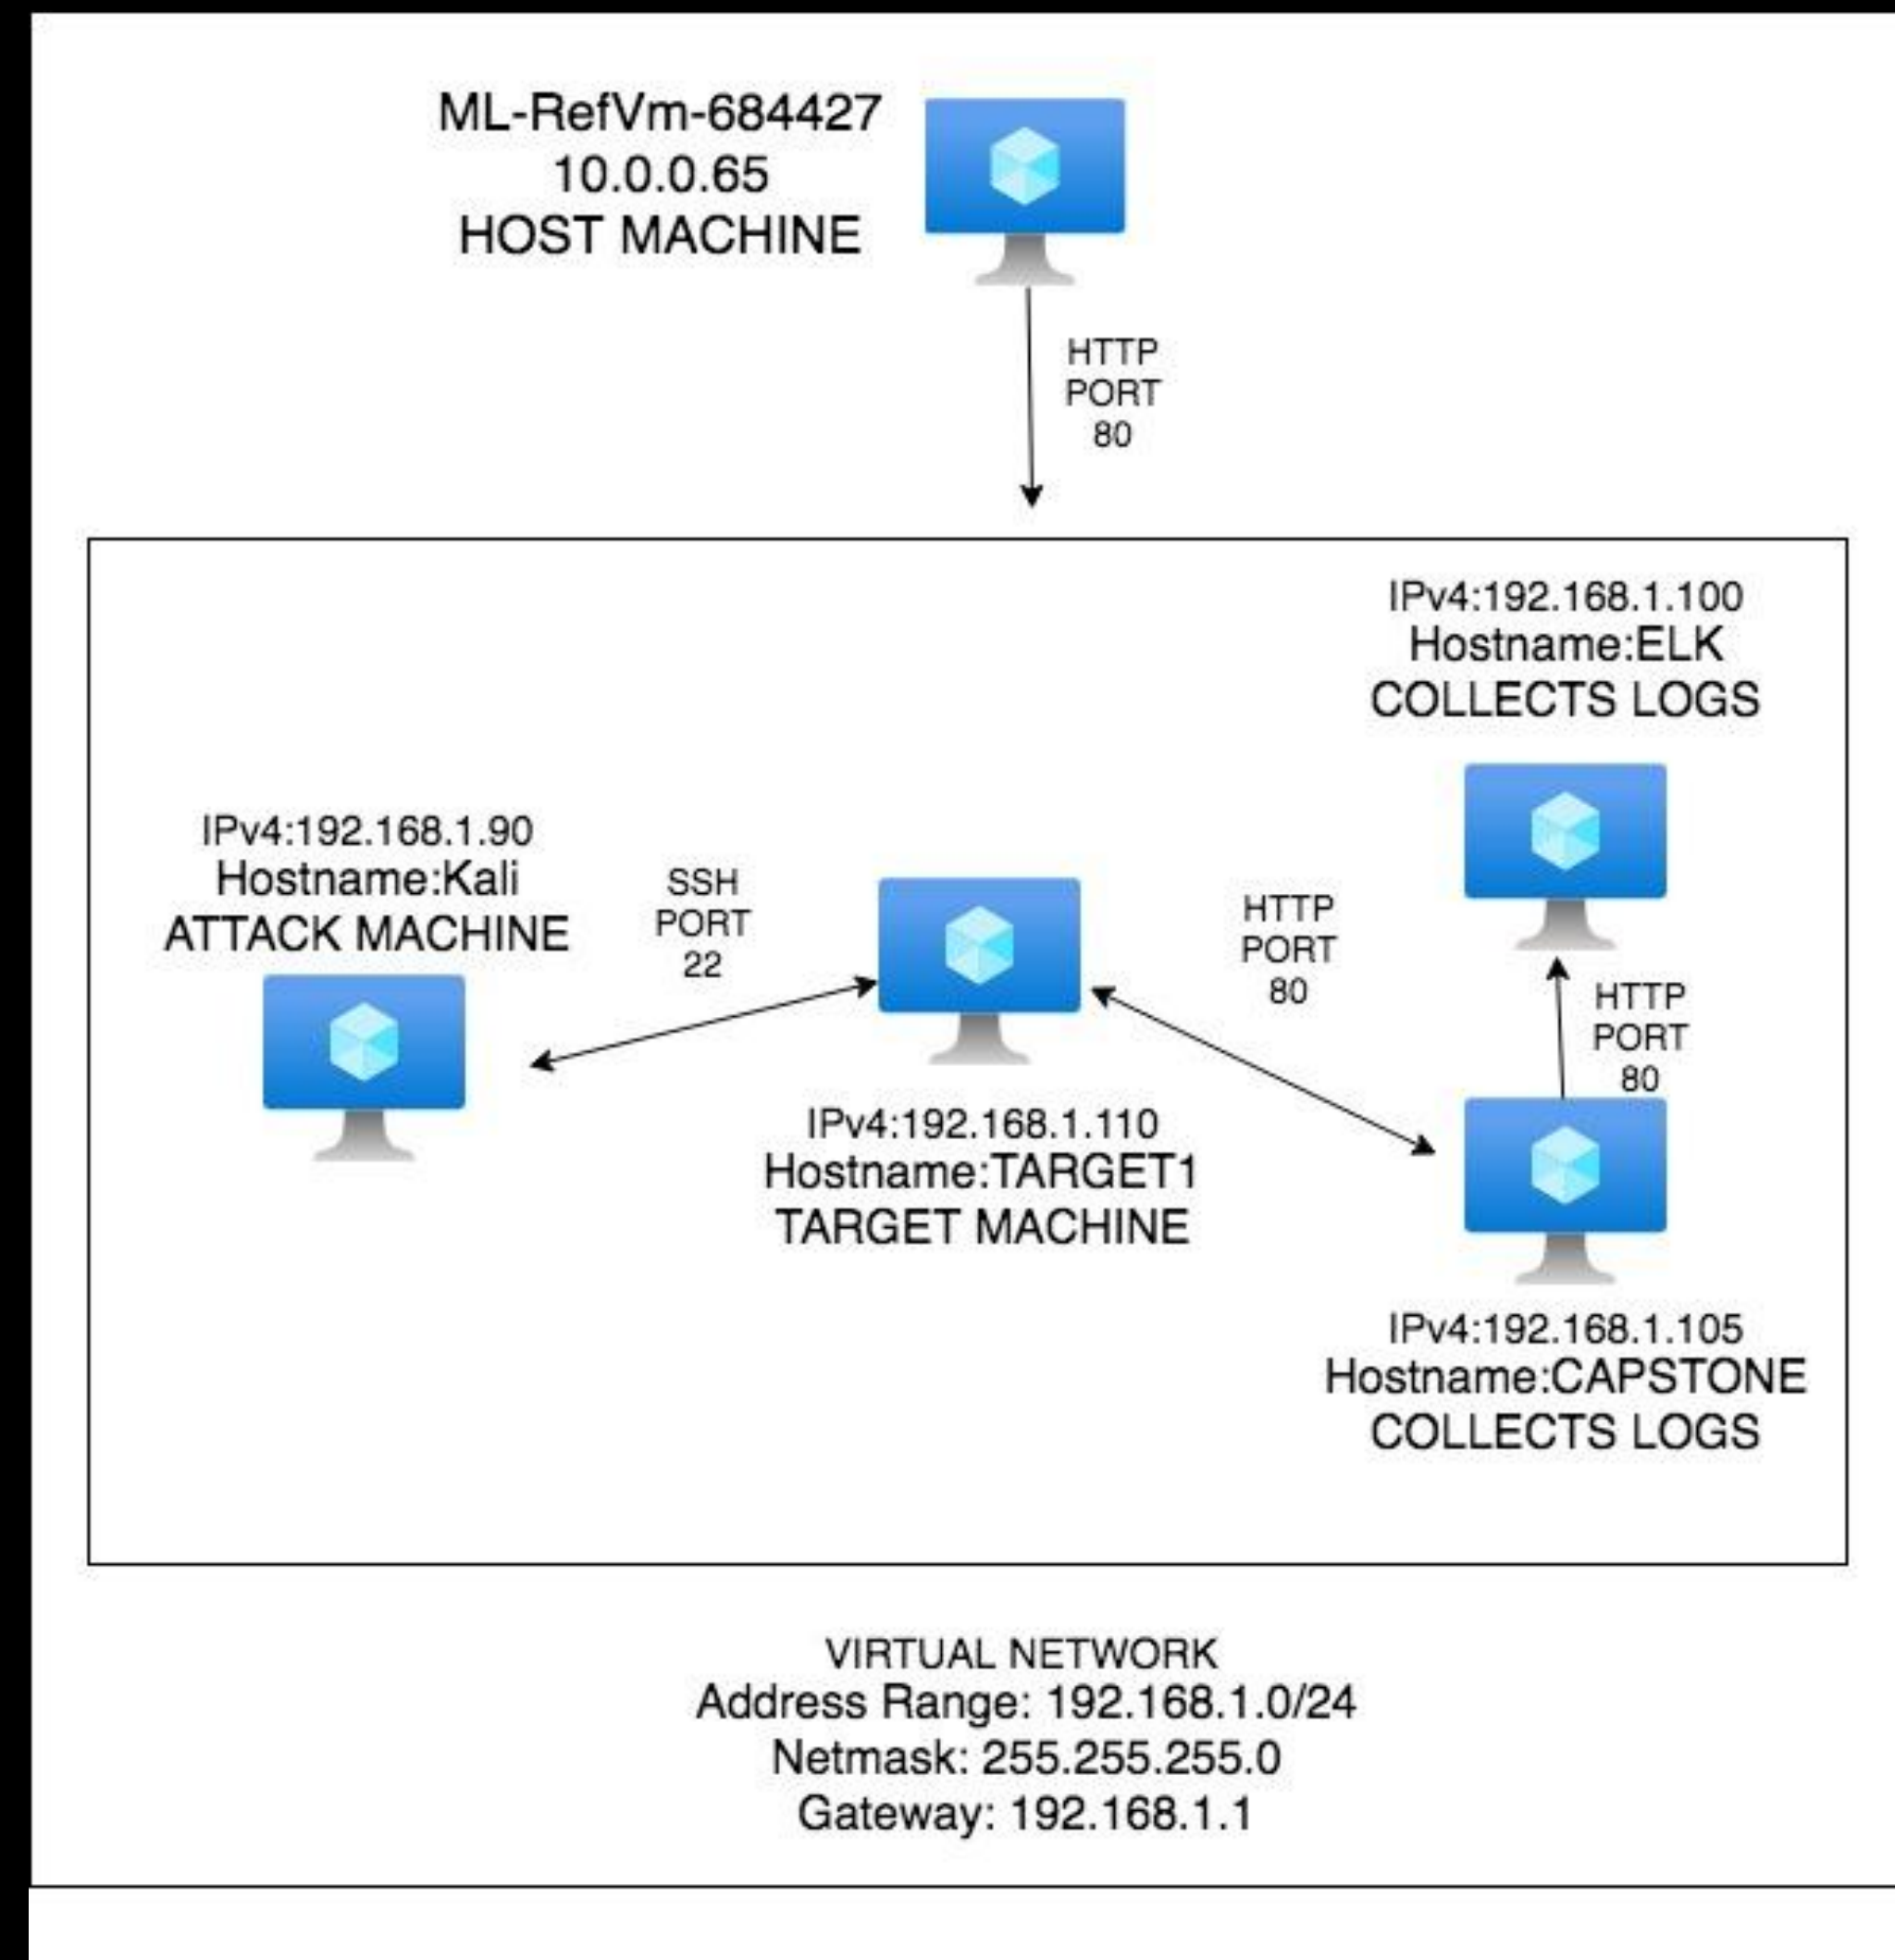 ML-RefVm-684427
10.0.0.65
HOST MACHINE
HTTP
PORT
80
IPv4:192.168.1.100
Hostname:ELK
COLLECTS LOGS
IPv4:192.168.1.90
Hostname:Kali
ATTACK MACHINE
SSH
PORT
22
HTTP
PORT
80
HTTP
PORT
80
IPv4:192.168.1.110
Hostname:TARGET1
TARGET MACHINE
IPv4:192.168.1.105
Hostname:CAPSTONE
COLLECTS LOGS
VIRTUAL NETWORK
Address Range: 192.168.1.0/24
Netmask: 255.255.255.0
Gateway: 192.168.1.1